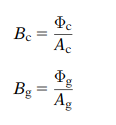 B_c = Φ_c / A_c
B_g = Φ_g / A_g